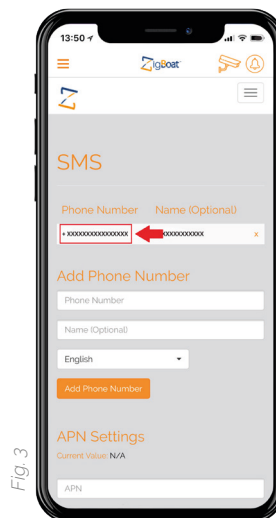 13:50
ZigBoat
SMS
Phone Number Name (Optional)
+ xxxxxxxxxxxxxxxx xxxxxxxxxxx x
Add Phone Number
Phone Number
Name (Optional)
English
Add Phone Number
APN Settings
Current Value: N/A
APN
Fig. 3